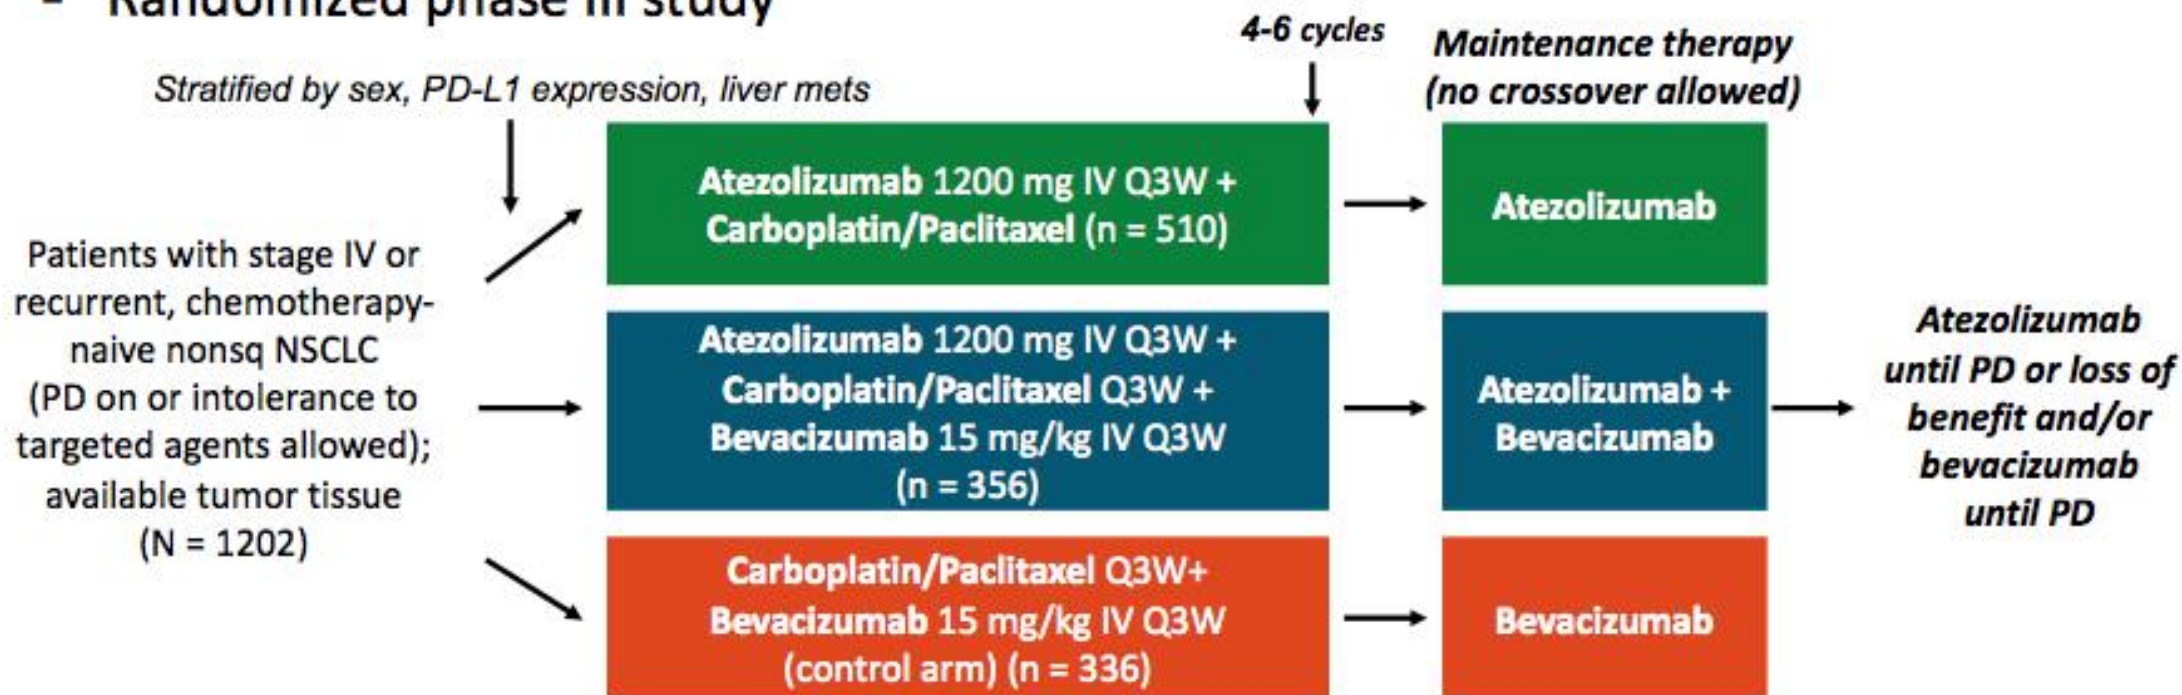 - Randomized phase III study
Stratified by sex, PD-L1 expression, liver mets
4-6 cycles
Maintenance therapy
(no crossover allowed)
Patients with stage IV or
recurrent, chemotherapy-
naive nonsq NSCLC
(PD on or intolerance to
targeted agents allowed);
available tumor tissue
(N = 1202)
Atezolizumab 1200 mg IV Q3W +
Carboplatin/Paclitaxel (n = 510)
Atezolizumab
Atezolizumab 1200 mg IV Q3W +
Carboplatin/Paclitaxel Q3W +
Bevacizumab 15 mg/kg IV Q3W
(n = 356)
Atezolizumab +
Bevacizumab
Carboplatin/Paclitaxel Q3W+
Bevacizumab 15 mg/kg IV Q3W
(control arm) (n = 336)
Bevacizumab
Atezolizumab
until PD or loss of
benefit and/or
bevacizumab
until PD